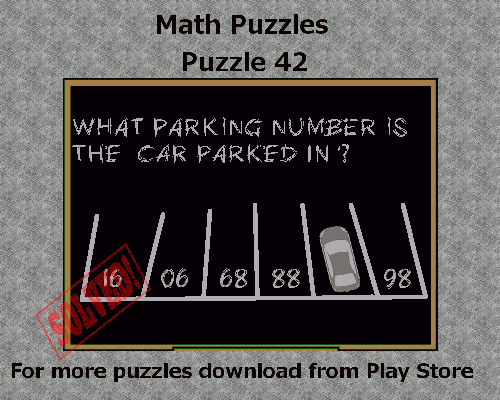 Math Puzzles
Puzzle 42
WHAT PARKING NUMBER IS
THE CAR PARKED IN ?
16 06 68 88 98
SOLVED!
For more puzzles download from Play Store